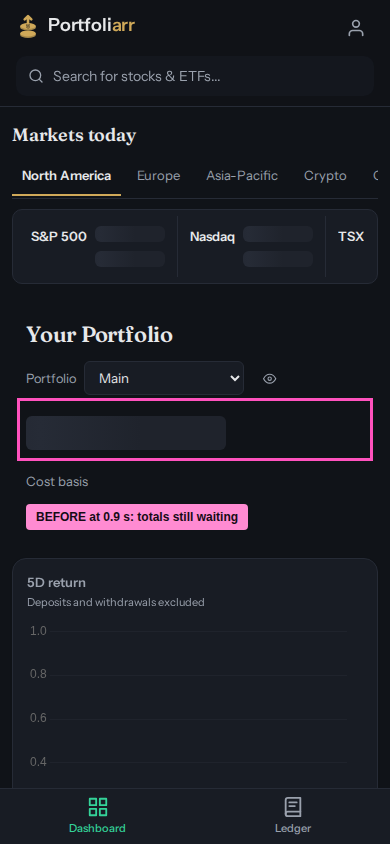 Portfoliarr
Search for stocks & ETFs...
Markets today
North America Europe Asia-Pacific Crypto
S&P 500 Nasdaq TSX
Your Portfolio
Portfolio Main
Cost basis
BEFORE at 0.9 s: totals still waiting
5D return
Deposits and withdrawals excluded
1.0
0.8
0.6
0.4
Dashboard Ledger